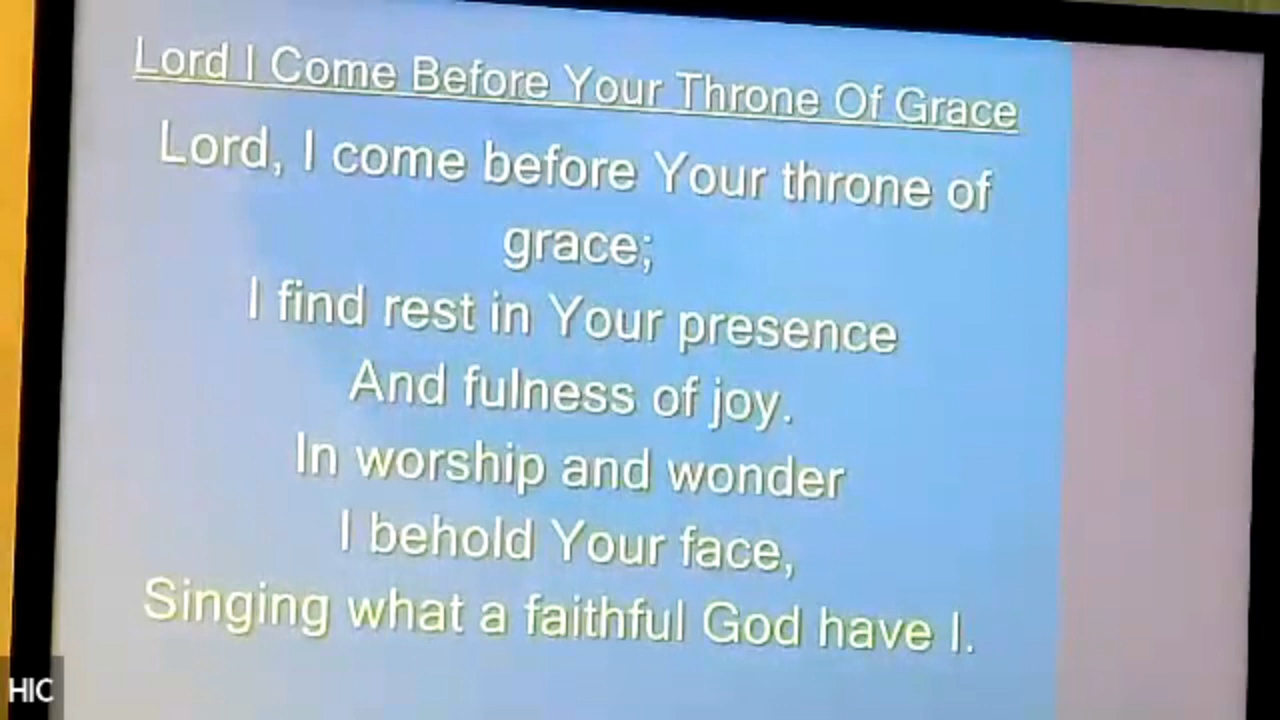 Lord I Come Before Your Throne Of Grace
Lord, I come before Your throne of
grace;
I find rest in Your presence
And fulness of joy.
In worship and wonder
I behold Your face,
Singing what a faithful God have I.
HIC